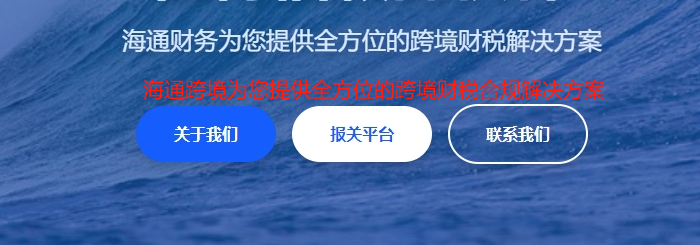 海通财务为您提供全方位的跨境财税解决方案
海通跨境为您提供全方位的跨境财税合规解决方案
关于我们 报关平台 联系我们